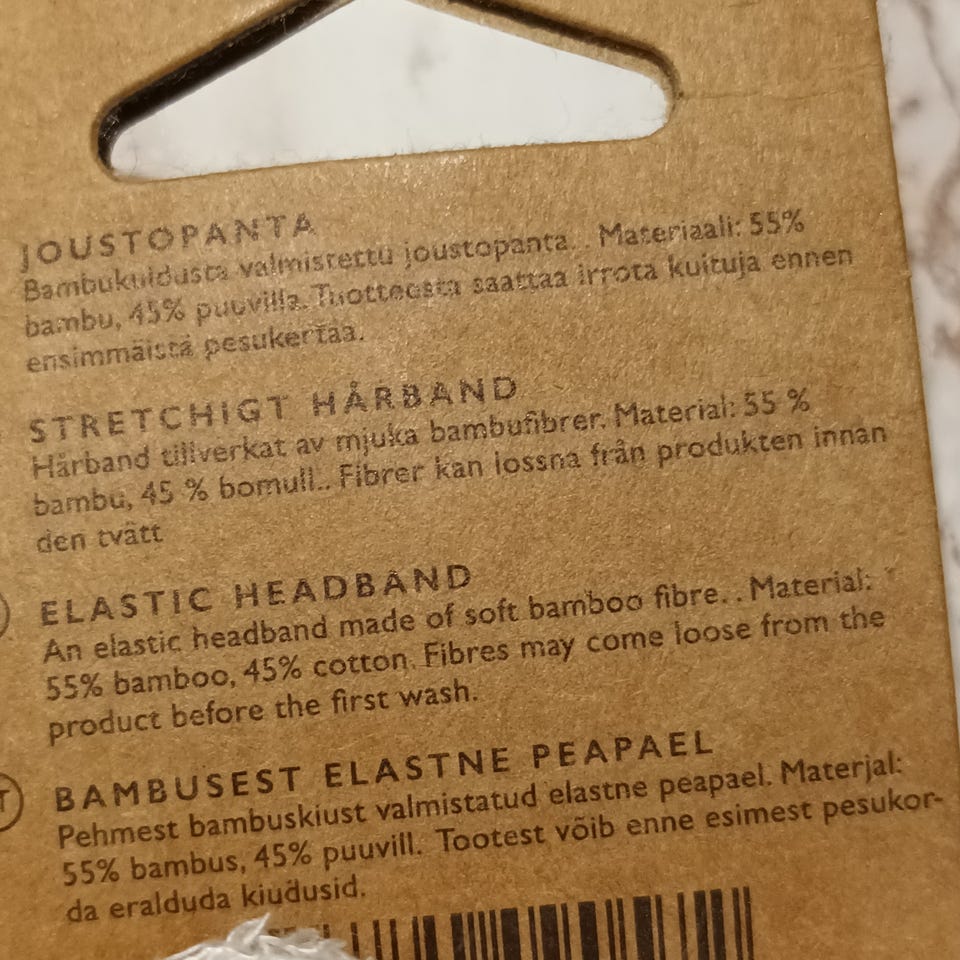 JOUSTOPANTA
Bambukuidusta valmistettu joustopanta. . Materiaali: 55%
bambu, 45% puuvilla. Tuotteesta saattaa irrota kuituja ennen
ensimmäistä pesukertaa.
STRETCHIGT HÅRBAND
Hårband tillverkat av mjuka bambufibrer. Material: 55 %
bambu, 45 % bomull.. Fibrer kan lossna från produkten innan
den tvätt
ELASTIC HEADBAND
An elastic headband made of soft bamboo fibre. . Material:
55% bamboo, 45% cotton. Fibres may come loose from the
product before the first wash.
BAMBUSEST ELASTNE PEAPAEL
Pehmest bambuskiust valmistatud elastne peapael. Materjal:
55% bambus, 45% puuvill. Tootest võib enne esimest pesukor-
da eralduda kiudusid.